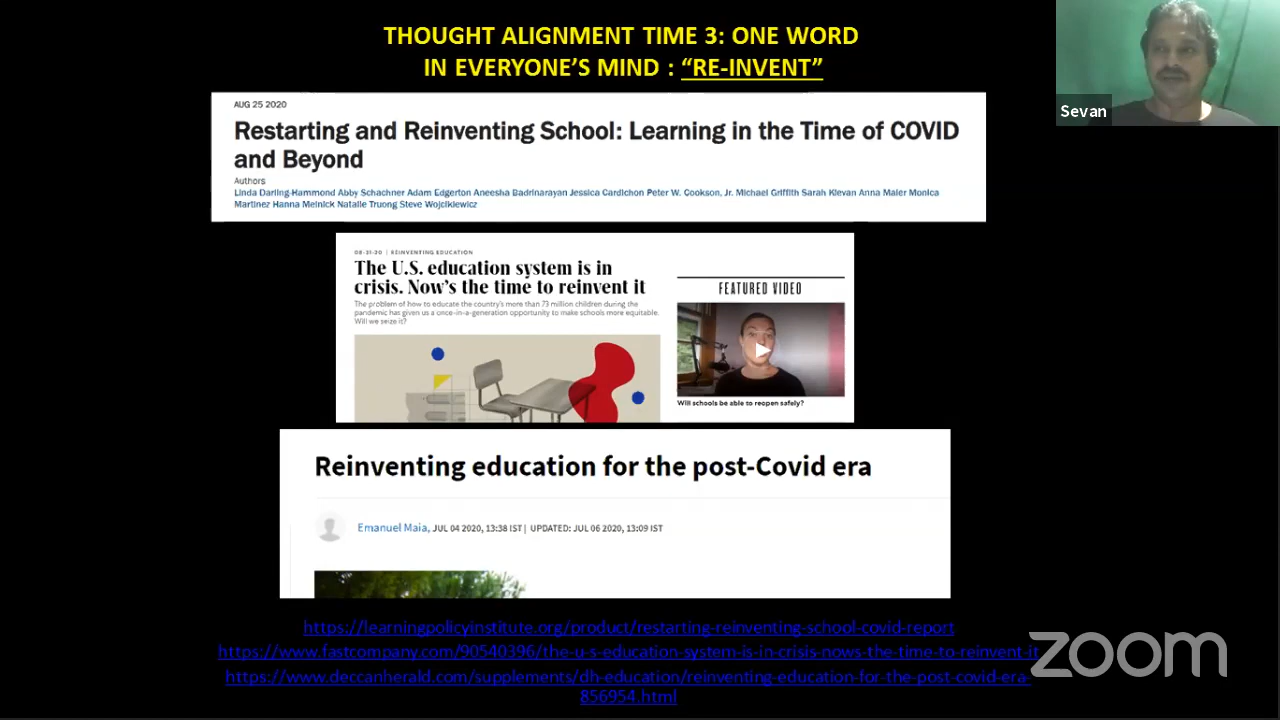 THOUGHT ALIGNMENT TIME 3: ONE WORD
IN EVERYONE'S MIND : “RE-INVENT”
Sevan
AUG 25 2020
Restarting and Reinventing School: Learning in the Time of COVID
and Beyond
Authors
Linda Darling-Hammond Abby Schachner Adam Edgerton Aneesha Badrinarayan Jessica Cardichon Peter W. Cookson, Jr. Michael Griffith Sarah Klevan Anna Maier Monica
Martinez Hanna Melnick Natalie Truong Steve Wojcikiewicz
08-31-20 | REINVENTING EDUCATION
The U.S. education system is in
crisis. Now's the time to reinvent it
The problem of how to educate the country's more than 73 million children during the
pandemic has given us a once-in-a-generation opportunity to make schools more equitable.
Will we seize it?
FEATURED VIDEO
Will schools be able to reopen safely?
Reinventing education for the post-Covid era
Emanuel Maia, JUL 04 2020, 13:38 IST | UPDATED: JUL 06 2020, 13:09 IST
https://learningpolicyinstitute.org/product/restarting-reinventing-school-covid-report
https://www.fastcompany.com/90540396/the-u-s-education-system-is-in-crisis-nows-the-time-to-reinvent-it
https://www.deccanherald.com/supplements/dh-education/reinventing-education-for-the-post-covid-era-
856954.html
zoom